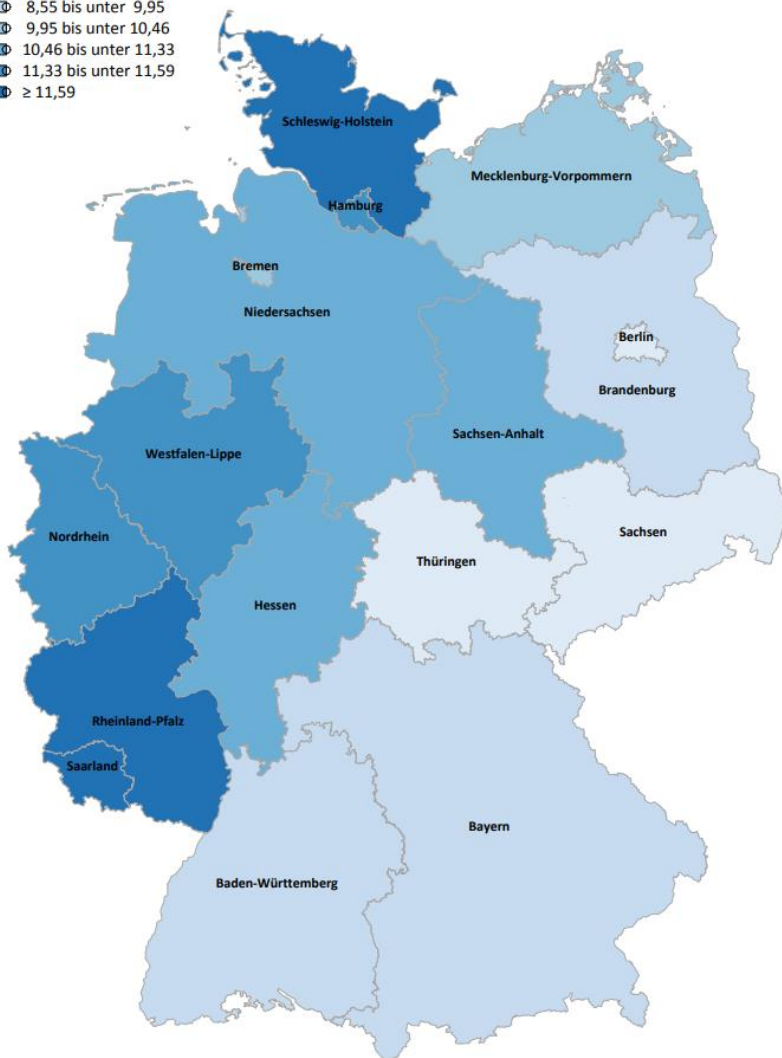 8,55 bis unter 9,95
9,95 bis unter 10,46
10,46 bis unter 11,33
11,33 bis unter 11,59
≥ 11,59
Schleswig-Holstein
Mecklenburg-Vorpommern
Hamburg
Bremen
Niedersachsen
Berlin
Brandenburg
Sachsen-Anhalt
Westfalen-Lippe
Sachsen
Nordrhein
Thüringen
Hessen
Rheinland-Pfalz
Saarland
Bayern
Baden-Württemberg